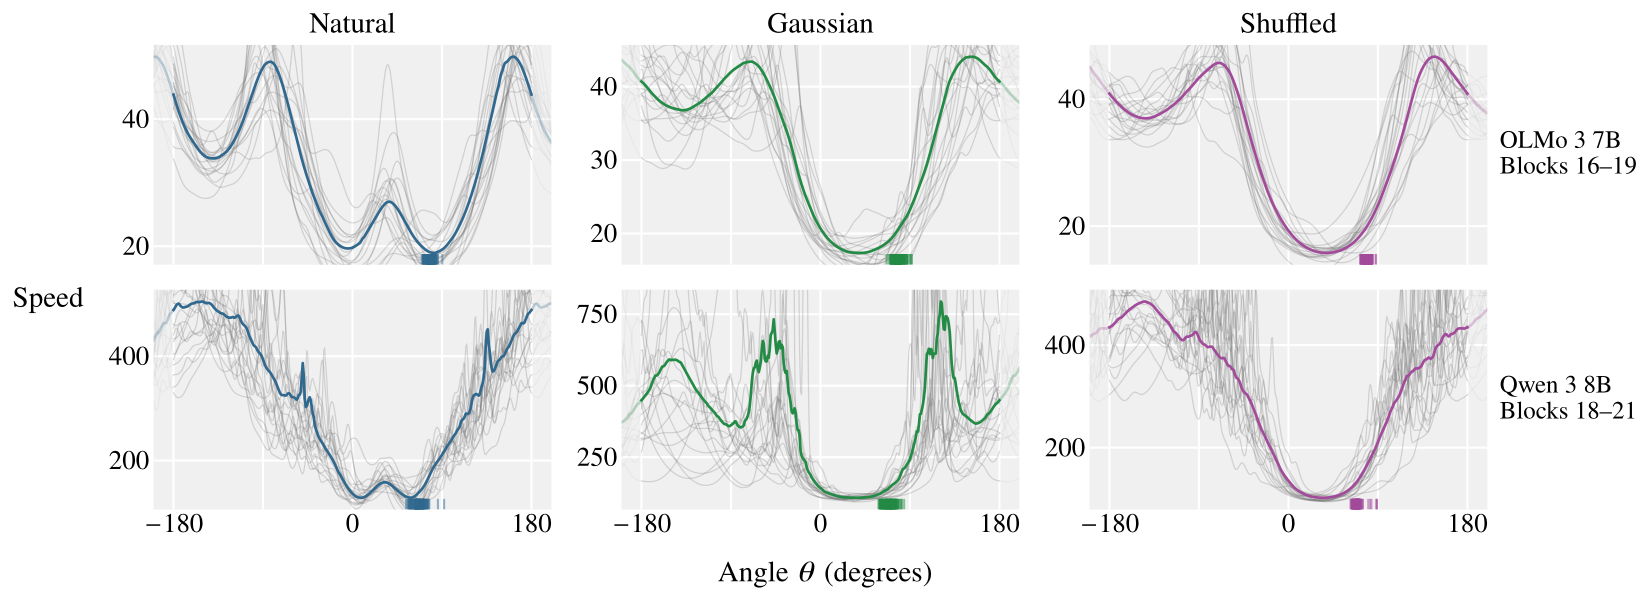 Natural
Gaussian
Shuffled
40
20
40
30
20
40
20
OLMo 3 7B
Blocks 16–19
Speed
400
200
750
500
250
400
200
Qwen 3 8B
Blocks 18–21
−180 0 180
−180 0 180
−180 0 180
Angle θ (degrees)